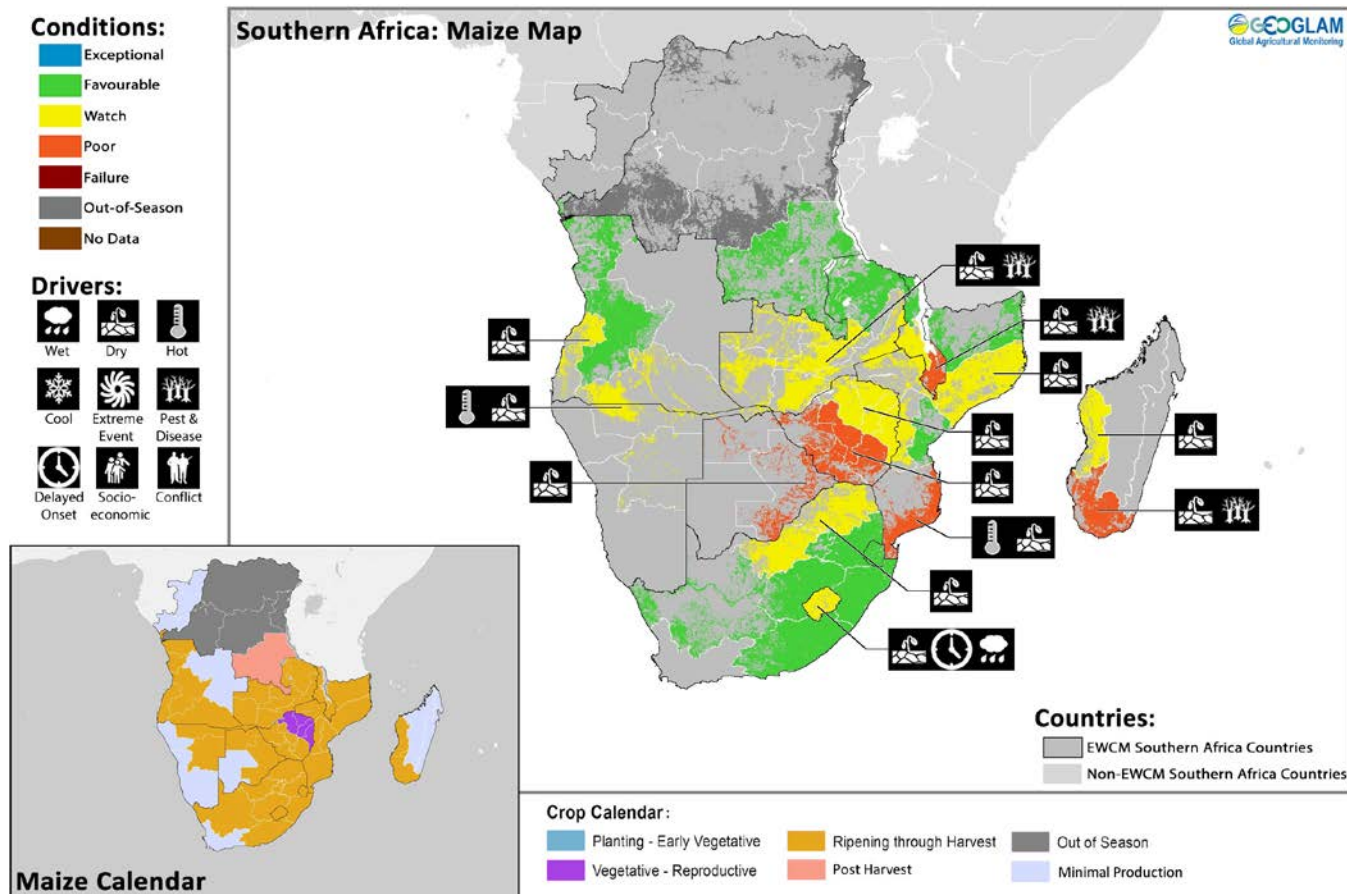 Conditions:
Exceptional
Favourable
Watch
Poor
Failure
Out-of-Season
No Data
Drivers:
Wet
Dry
Hot
Cool
Extreme
Event
Pest &
Disease
Delayed
Onset
Socio-
economic
Conflict
Southern Africa: Maize Map
GEOGLAM
Global Agricultural Monitoring
Countries:
EWCM Southern Africa Countries
Non-EWCM Southern Africa Countries
Maize Calendar
Crop Calendar:
Planting - Early Vegetative
Ripening through Harvest
Out of Season
Vegetative - Reproductive
Post Harvest
Minimal Production